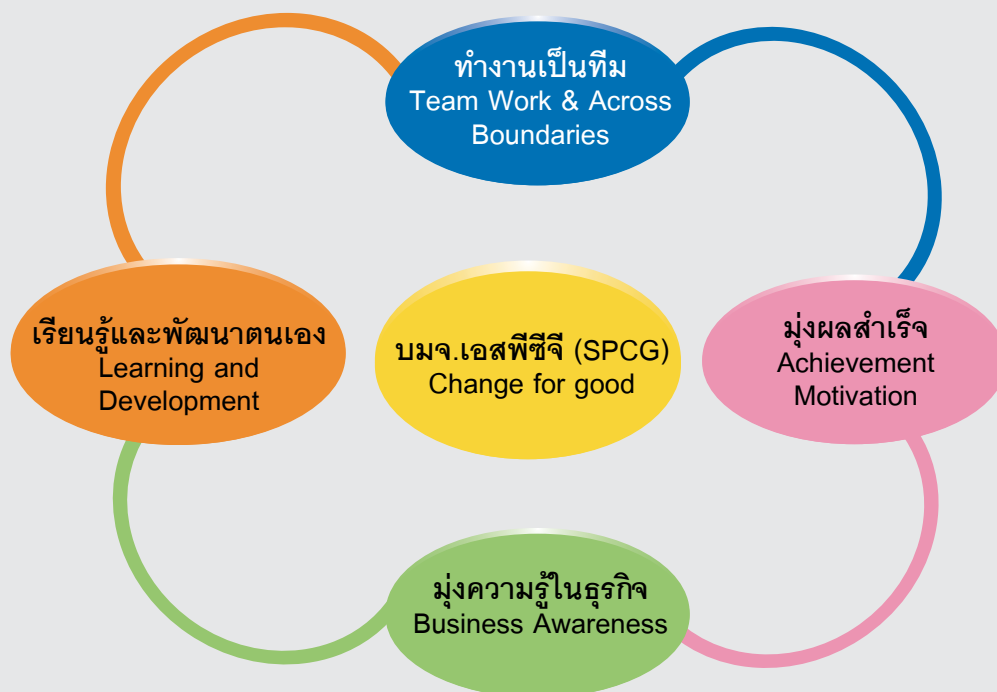 ทำงานเป็นทีม
Team Work & Across
Boundaries
เรียนรู้และพัฒนาตนเอง
Learning and
Development
บมจ.เอสพีซีจี (SPCG)
Change for good
มุ่งผลสำเร็จ
Achievement
Motivation
มุ่งความรู้ในธุรกิจ
Business Awareness